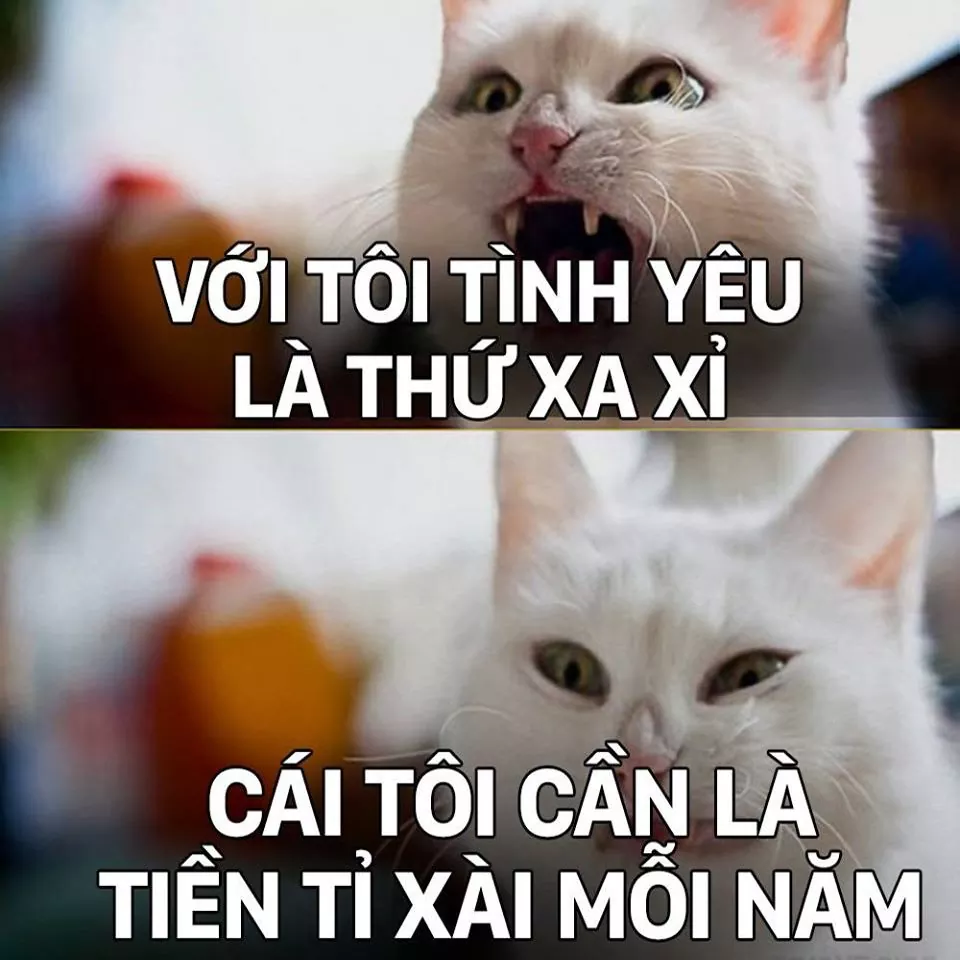 VỚI TÔI TÌNH YÊU
LÀ THỨ XA XỈ
CÁI TÔI CẦN LÀ
TIỀN TỈ XÀI MỖI NĂM